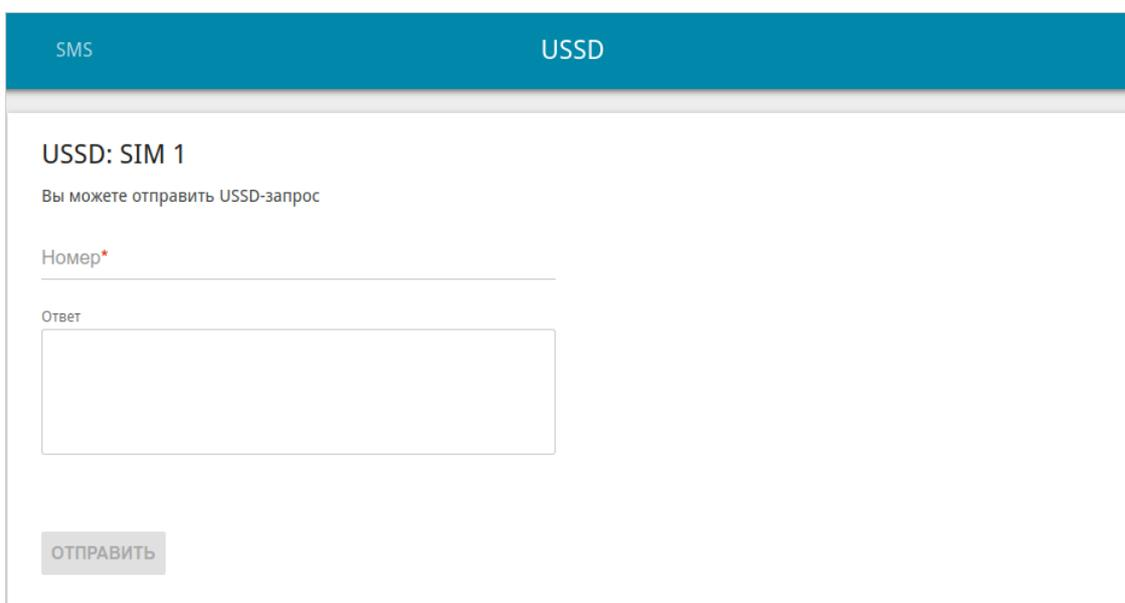 SMS
USSD
USSD: SIM 1
Вы можете отправить USSD-запрос
Номер*
Ответ
ОТПРАВИТЬ